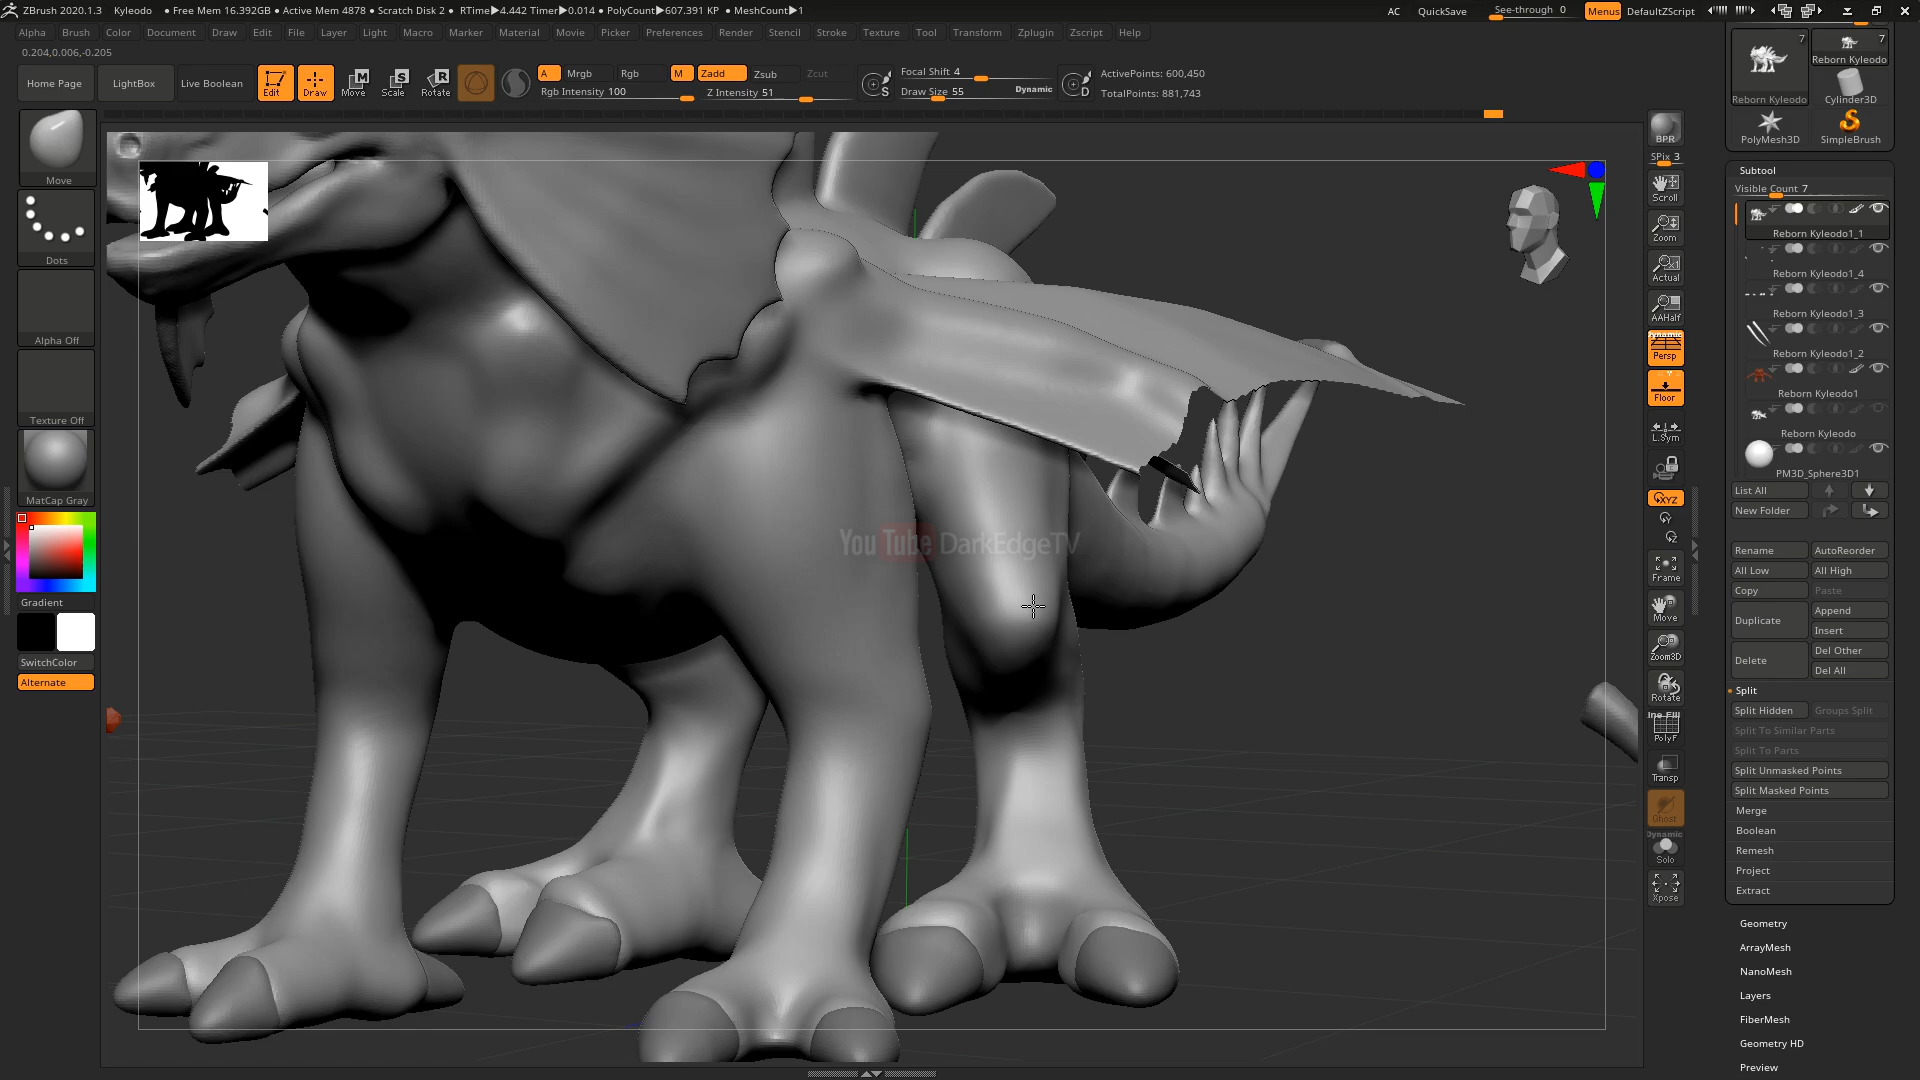 ZBrush 2020.1.3 Kyleodo • Free Mem 16.392GB • Active Mem 4878 • Scratch Disk 2 • RTime▶4.442 Timer▶0.014 • PolyCount▶607.391 KP • MeshCount▶1 AC QuickSave See-through 0 Menus DefaultZScript
Alpha Brush Color Document Draw Edit File Layer Light Macro Marker Material Movie Picker Preferences Render Stencil Stroke Texture Tool Transform Zplugin Zscript Help
0.204,0.006,-0.205
Home Page LightBox Live Boolean Edit Draw Move Scale Rotate
M S R
A Mrgb Rgb M Zadd Zsub Zcut
Rgb Intensity 100 Z Intensity 51
S Focal Shift 4
Draw Size 55 Dynamic
D ActivePoints: 600,450
TotalPoints: 881,743
Move
Dots
Alpha Off
Texture Off
MatCap Gray
Gradient
SwitchColor
Alternate
You Tube DarkEdgeTV
BPR
SPix 3
Scroll
Zoom
Actual
AAHalf
Dynamic
Persp
Floor
L.Sym
XYZ
Y
Z
Frame
Move
Zoom3D
Rotate
Line Fill
PolyF
Transp
Ghost
Dynamic
Solo
Xpose
7
Reborn Kyleodo
7
Reborn Kyleodo
Cylinder3D
PolyMesh3D
SimpleBrush
Subtool
Visible Count 7
Reborn Kyleodo1_1
Reborn Kyleodo1_4
Reborn Kyleodo1_3
Reborn Kyleodo1_2
Reborn Kyleodo1
Reborn Kyleodo
PM3D_Sphere3D1
List All
New Folder
Rename AutoReorder
All Low All High
Copy Paste
Duplicate Append
Insert
Delete Del Other
Del All
Split
Split Hidden Groups Split
Split To Similar Parts
Split To Parts
Split Unmasked Points
Split Masked Points
Merge
Boolean
Remesh
Project
Extract
Geometry
ArrayMesh
NanoMesh
Layers
FiberMesh
Geometry HD
Preview